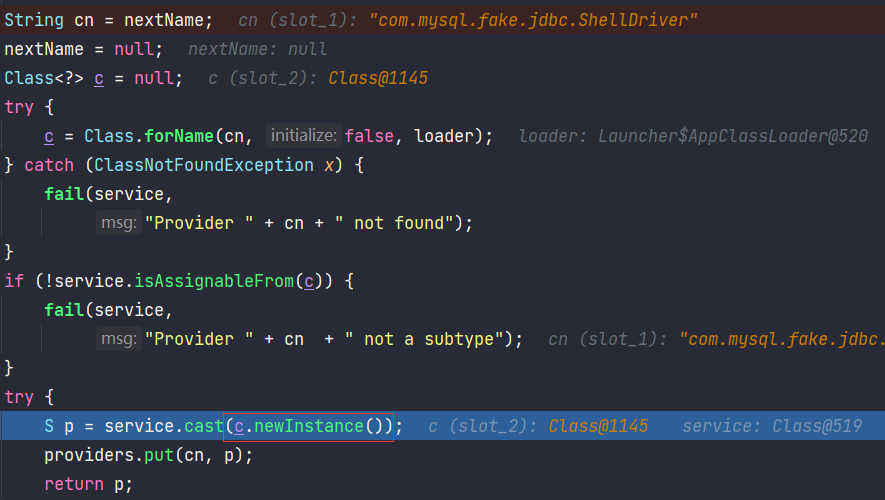 String cn = nextName;   cn (slot_1): "com.mysql.fake.jdbc.ShellDriver"
nextName = null;   nextName: null
Class<?> c = null;   c (slot_2): Class@1145
try {
    c = Class.forName(cn, initialize: false, loader);   loader: Launcher$AppClassLoader@520
} catch (ClassNotFoundException x) {
    fail(service,
         msg: "Provider " + cn + " not found");
}
if (!service.isAssignableFrom(c)) {
    fail(service,
         msg: "Provider " + cn  + " not a subtype");   cn (slot_1): "com.mysql.fake.jdbc.
}
try {
    S p = service.cast(c.newInstance());   c (slot_2): Class@1145   service: Class@519
    providers.put(cn, p);
    return p;